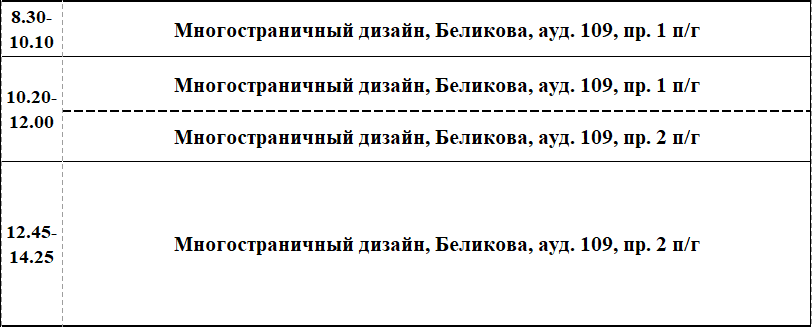 8.30-
10.10
Многостраничный дизайн, Беликова, ауд. 109, пр. 1 п/г
10.20-
12.00
Многостраничный дизайн, Беликова, ауд. 109, пр. 1 п/г
Многостраничный дизайн, Беликова, ауд. 109, пр. 2 п/г
12.45-
14.25
Многостраничный дизайн, Беликова, ауд. 109, пр. 2 п/г